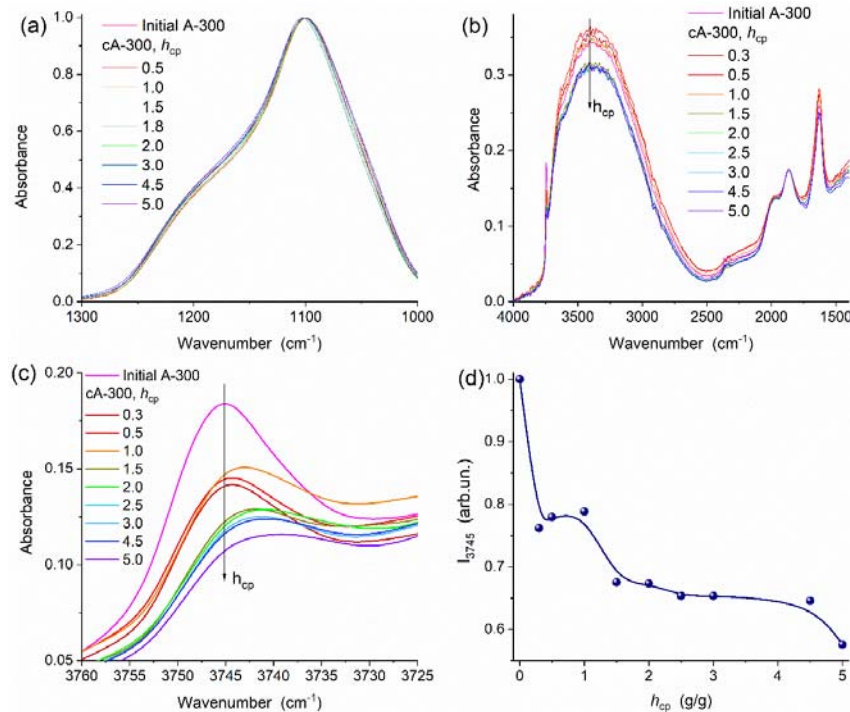 (a)
Initial A-300
cA-300, hcp
0.5
1.0
1.5
1.8
2.0
3.0
4.5
5.0
Absorbance
1.0
0.8
0.6
0.4
0.2
0.0
1300 1200 1100 1000
Wavenumber (cm⁻¹)
(b)
Initial A-300
cA-300, hcp
0.3
0.5
1.0
1.5
2.0
2.5
3.0
4.5
5.0
hcp
Absorbance
0.3
0.2
0.1
0.0
4000 3500 3000 2500 2000 1500
Wavenumber (cm⁻¹)
(c)
Initial A-300
cA-300, hcp
0.3
0.5
1.0
1.5
2.0
2.5
3.0
4.5
5.0
hcp
Absorbance
0.20
0.15
0.10
0.05
3760 3755 3750 3745 3740 3735 3730 3725
Wavenumber (cm⁻¹)
(d)
I3745 (arb.un.)
1.0
0.9
0.8
0.7
0.6
0 1 2 3 4 5
hcp (g/g)